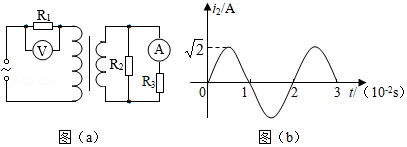 R₁
V
~
R₂
A
R₃
图（a）
i₂/A
√2
0 1 2 3 t/（10⁻²s）
图（b）